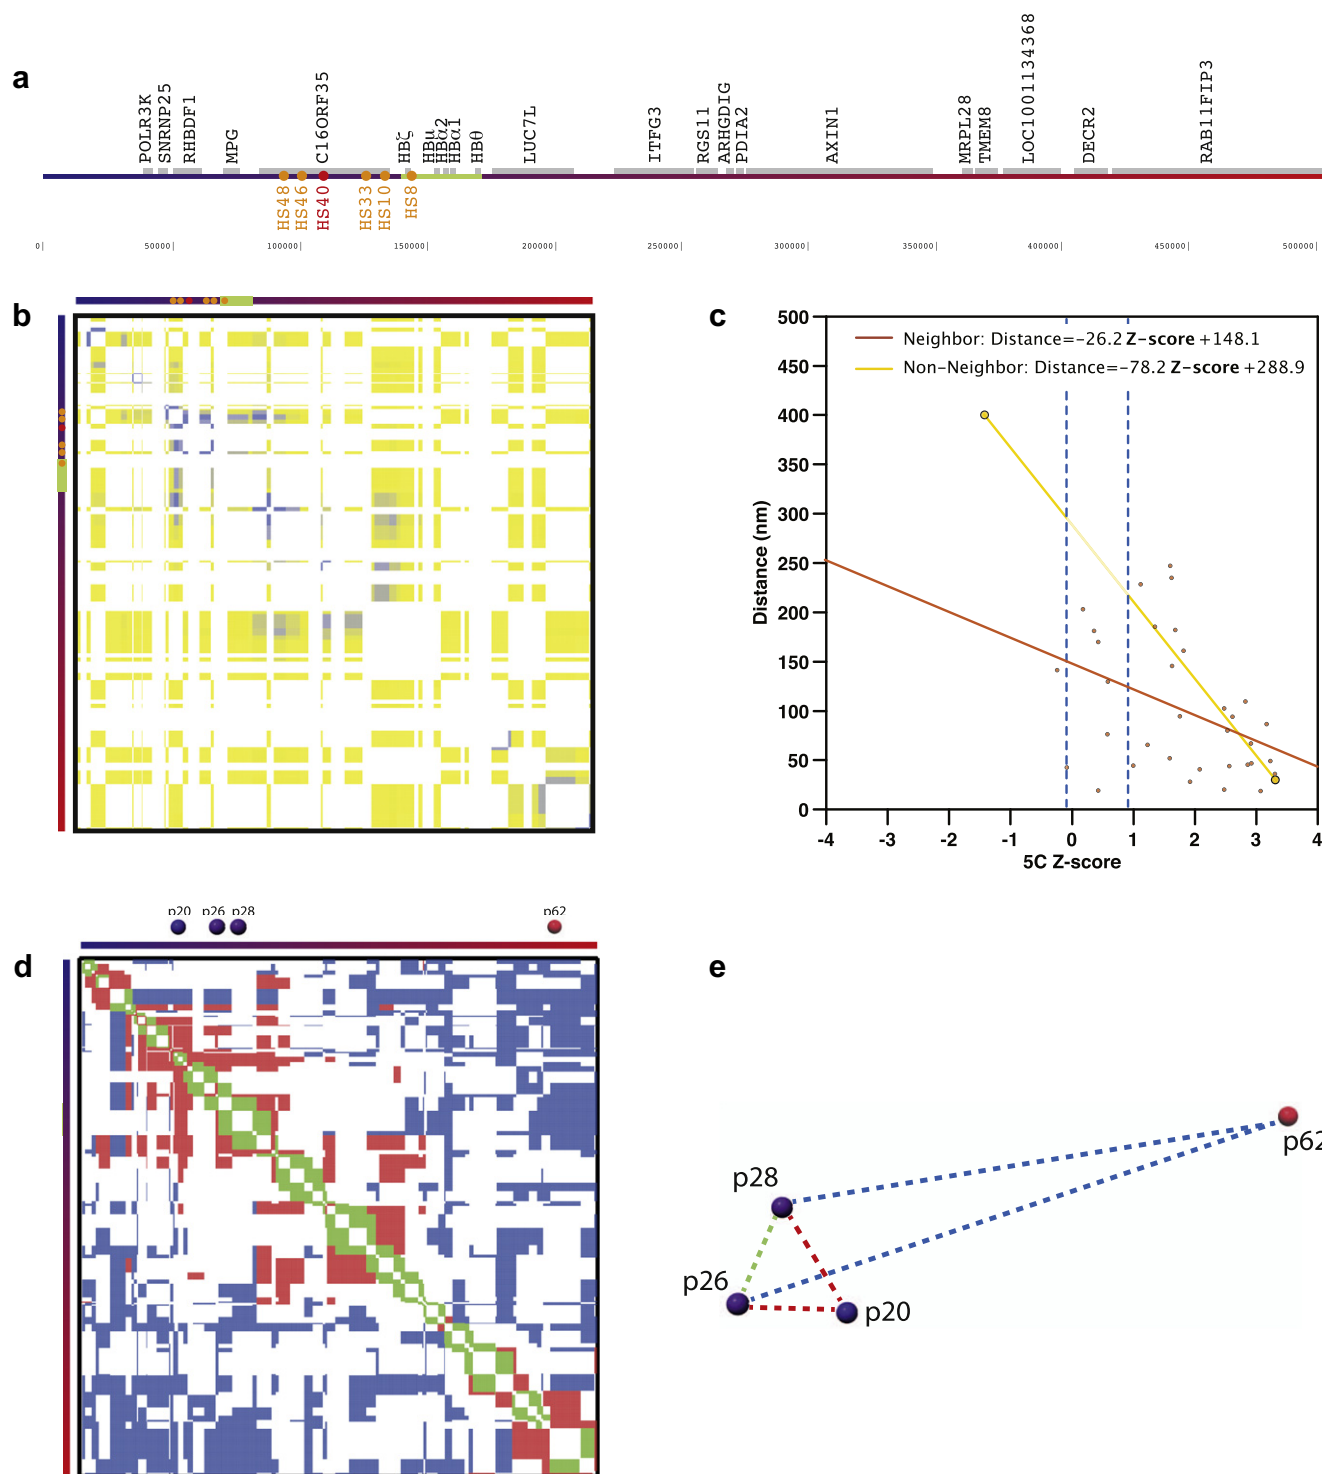 a
POLR3K SNRNP25 RHBDF1 MPG C16ORF35 HBζ HBμ HBα2 HBα1 HBθ LUC7L ITFG3 RGS11 ARHGDIG PDIA2 AXIN1 MRPL28 TMEM8 LOC1001134368 DECR2 RAB11FIP3
HS48 HS46 HS40 HS33 HS10 HS8
0| 50000| 100000| 150000| 200000| 250000| 300000| 350000| 400000| 450000| 500000|
b
c
500
450
400
350
300
250
200
150
100
50
0
Distance (nm)
Neighbor: Distance=–26.2 Z-score +148.1
Non-Neighbor: Distance=–78.2 Z-score +288.9
-4 -3 -2 -1 0 1 2 3 4
5C Z-score
p20 p26 p28 p62
d
e
p62
p28
p26
p20